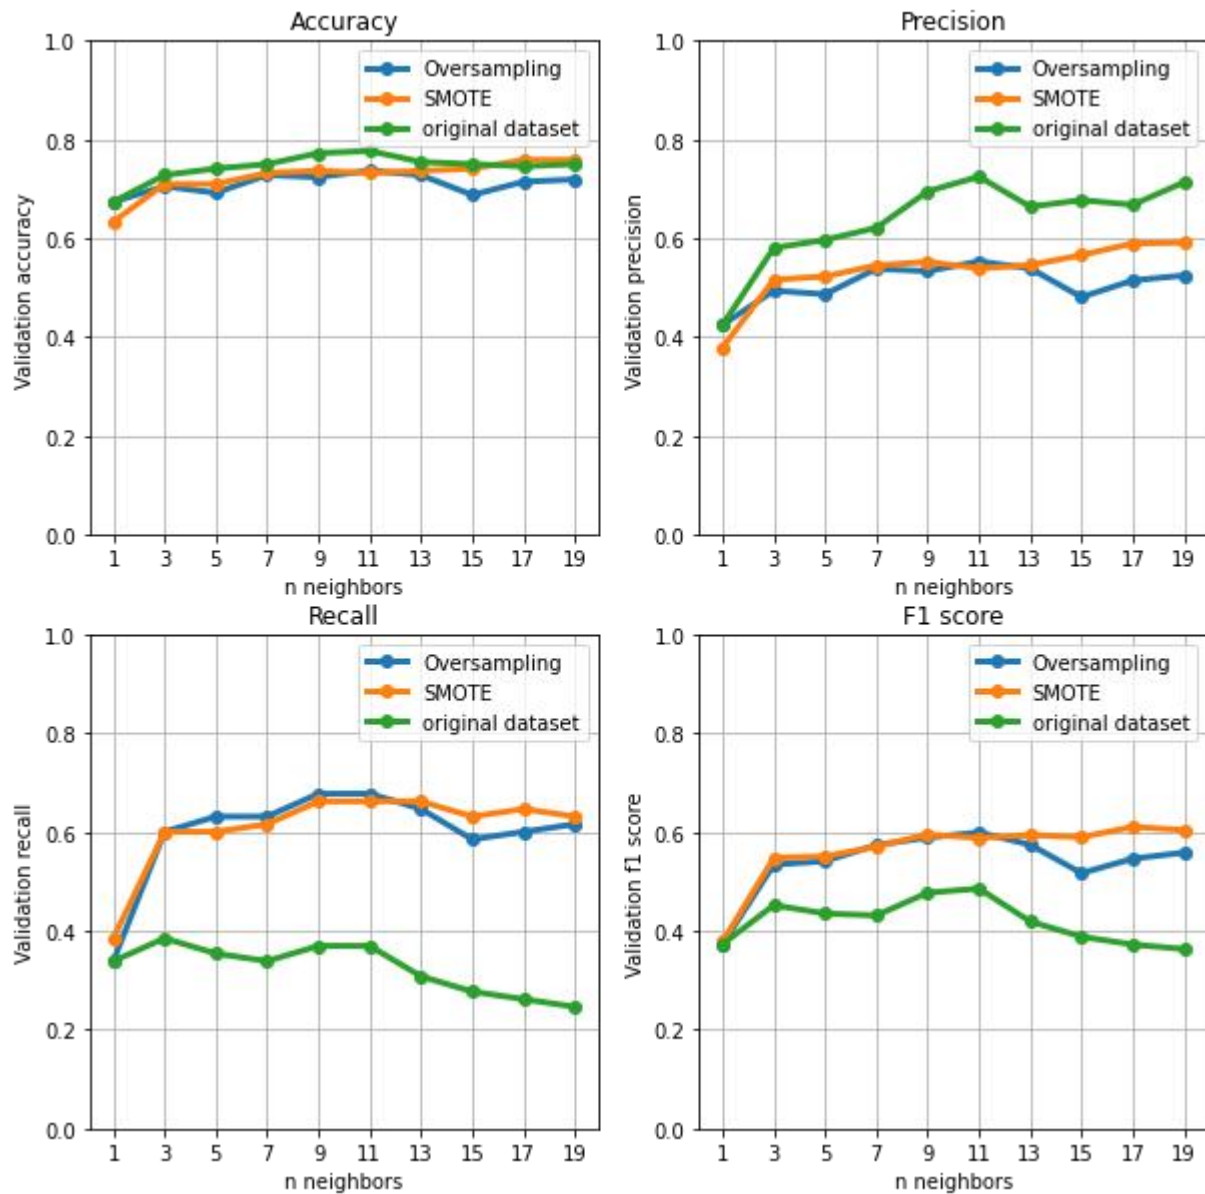 Accuracy
Precision
1.0
0.8
0.6
0.4
0.2
0.0
Validation accuracy
Oversampling
SMOTE
original dataset
1 3 5 7 9 11 13 15 17 19
n neighbors
1.0
0.8
0.6
0.4
0.2
0.0
Validation precision
Oversampling
SMOTE
original dataset
1 3 5 7 9 11 13 15 17 19
n neighbors
Recall
F1 score
1.0
0.8
0.6
0.4
0.2
0.0
Validation recall
Oversampling
SMOTE
original dataset
1 3 5 7 9 11 13 15 17 19
n neighbors
1.0
0.8
0.6
0.4
0.2
0.0
Validation f1 score
Oversampling
SMOTE
original dataset
1 3 5 7 9 11 13 15 17 19
n neighbors